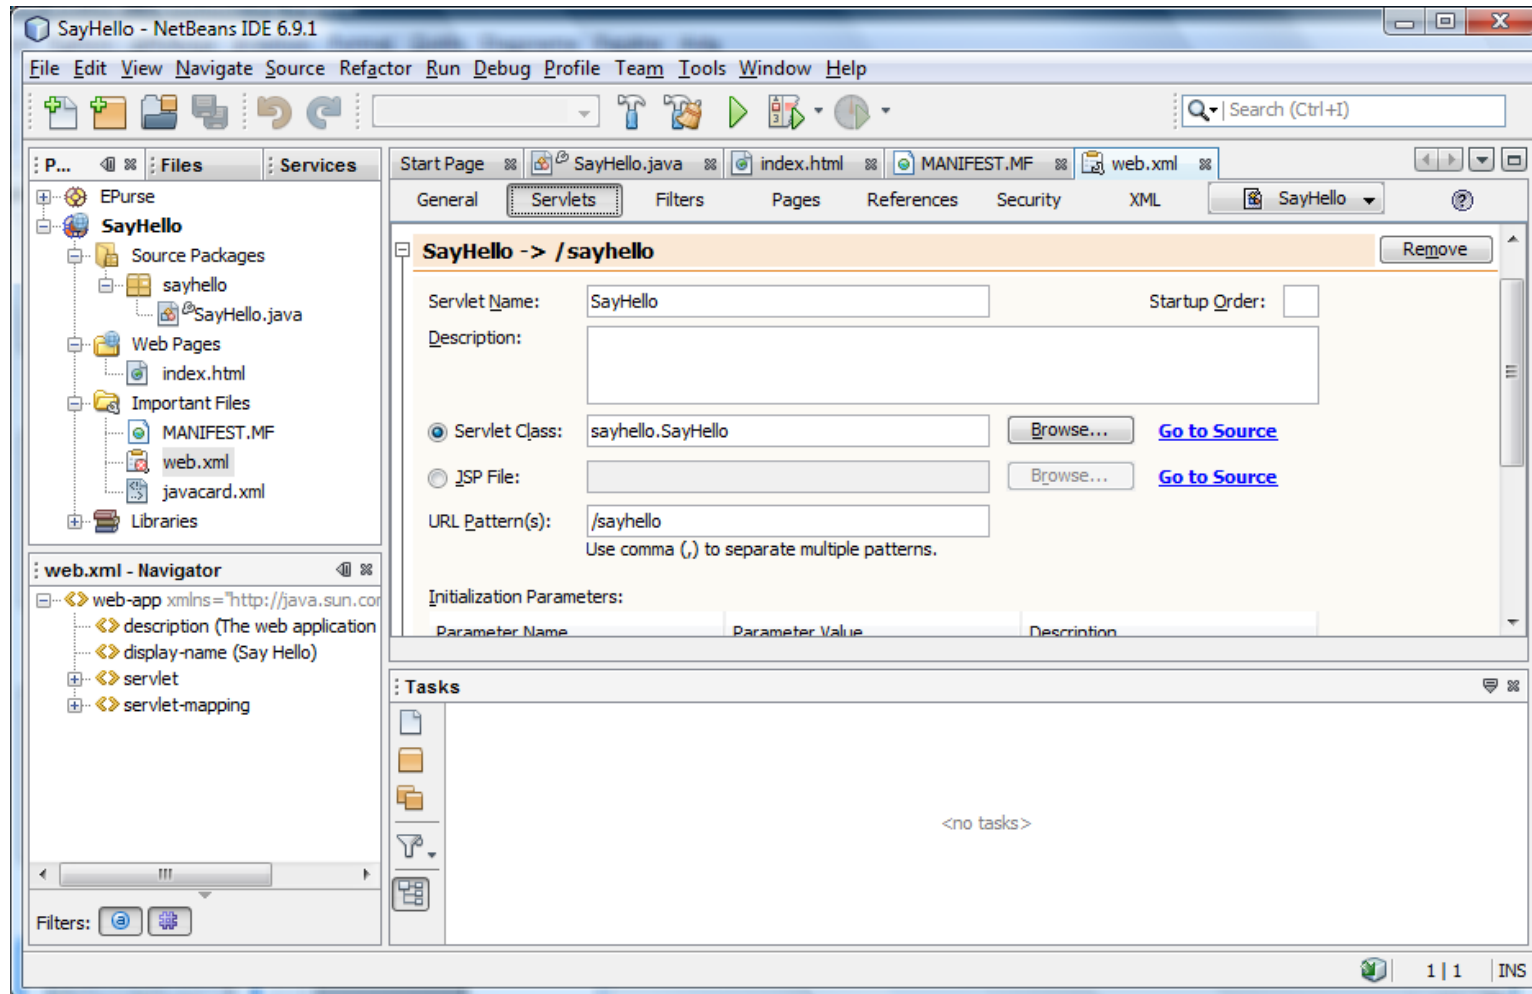 SayHello - NetBeans IDE 6.9.1
File Edit View Navigate Source Refactor Run Debug Profile Team Tools Window Help
Search (Ctrl+I)
P... Files Services
EPurse
SayHello
Source Packages
sayhello
SayHello.java
Web Pages
index.html
Important Files
MANIFEST.MF
web.xml
javacard.xml
Libraries
web.xml - Navigator
web-app xmlns="http://java.sun.com
description (The web application
display-name (Say Hello)
servlet
servlet-mapping
Filters:
Start Page SayHello.java index.html MANIFEST.MF web.xml
General Servlets Filters Pages References Security XML SayHello
SayHello -> /sayhello Remove
Servlet Name: SayHello Startup Order:
Description:
Servlet Class: sayhello.SayHello Browse... Go to Source
JSP File: Browse... Go to Source
URL Pattern(s): /sayhello
Use comma (,) to separate multiple patterns.
Initialization Parameters:
Parameter Name Parameter Value Description
Tasks
<no tasks>
1 | 1 INS